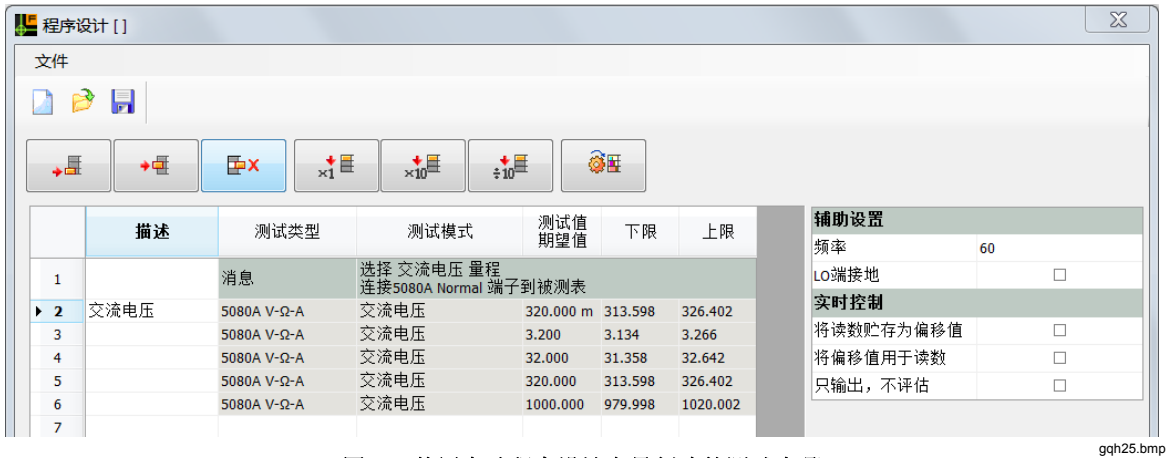 程序设计 [ ]
文件
×1 ×10 ÷10
描述 测试类型 测试模式 测试值 期望值 下限 上限
1 消息 选择 交流电压 量程
连接5080A Normal 端子到被测表
2 交流电压 5080A V-Ω-A 交流电压 320.000 m 313.598 326.402
3 5080A V-Ω-A 交流电压 3.200 3.134 3.266
4 5080A V-Ω-A 交流电压 32.000 31.358 32.642
5 5080A V-Ω-A 交流电压 320.000 313.598 326.402
6 5080A V-Ω-A 交流电压 1000.000 979.998 1020.002
7
辅助设置
频率 60
LO端接地
实时控制
将读数贮存为偏移值
将偏移值用于读数
只输出，不评估
gqh25.bmp